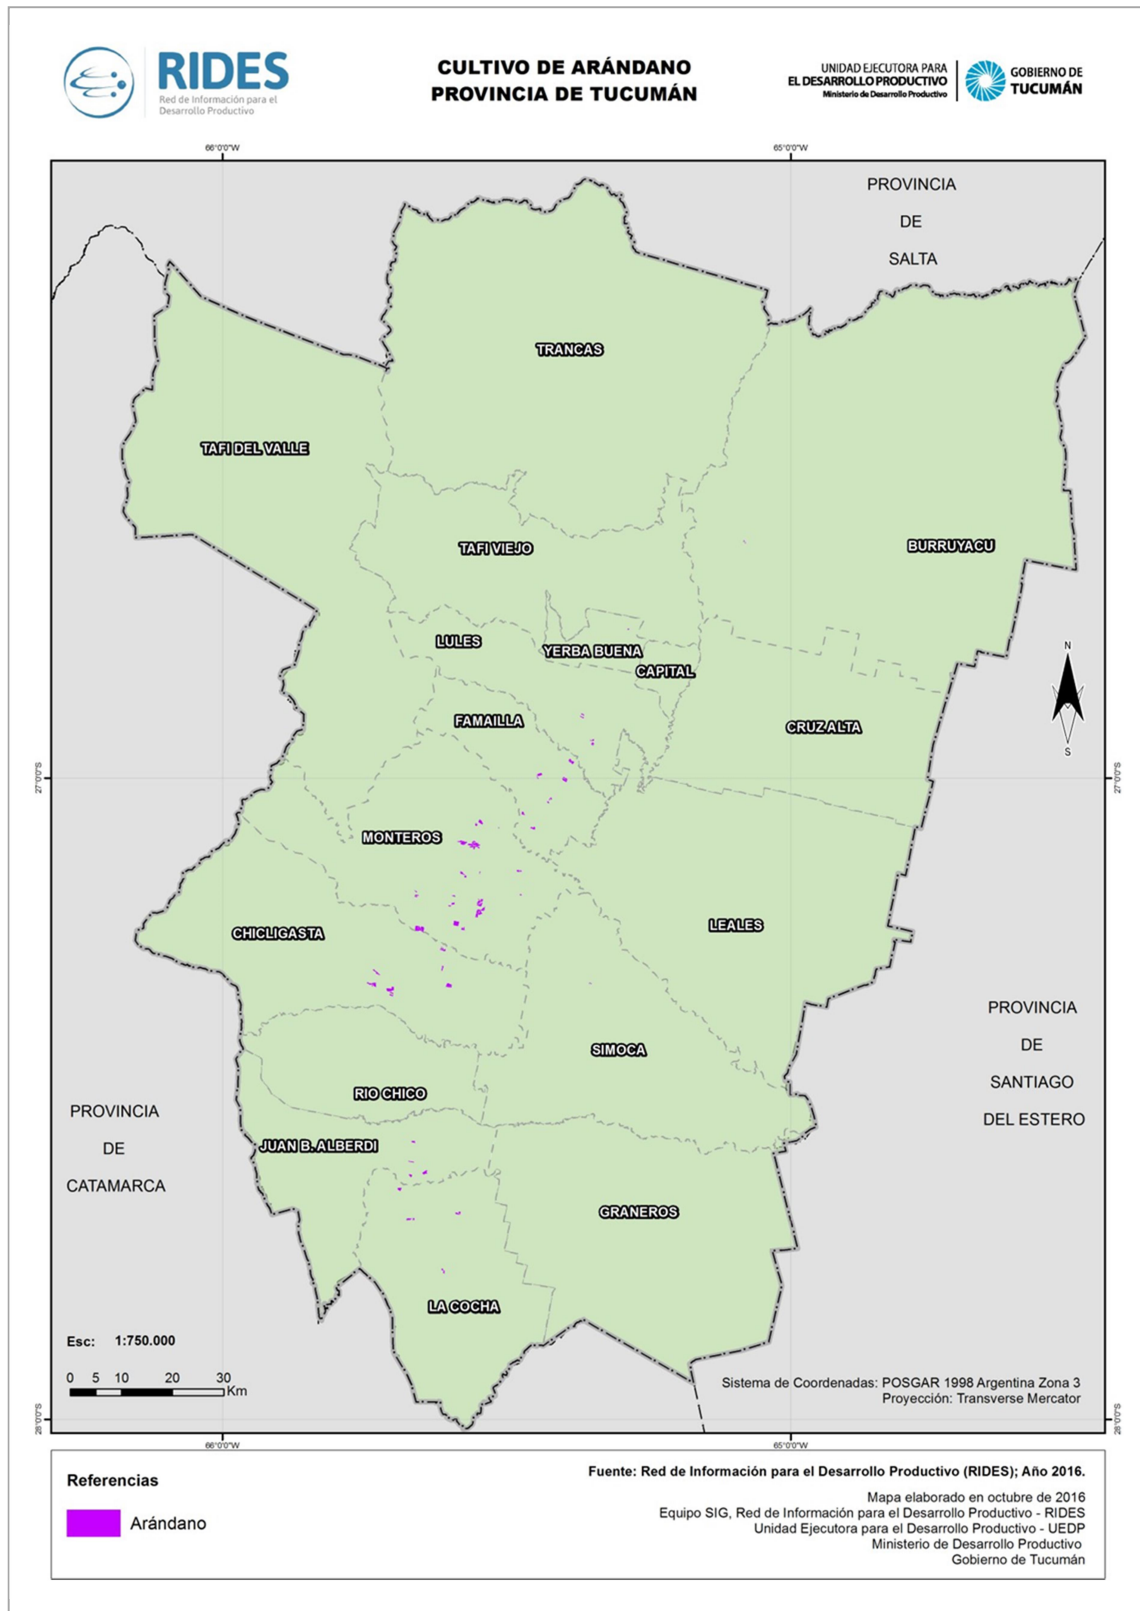 RIDES
Red de Información para el
Desarrollo Productivo
CULTIVO DE ARÁNDANO
PROVINCIA DE TUCUMÁN
UNIDAD EJECUTORA PARA
EL DESARROLLO PRODUCTIVO
Ministerio de Desarrollo Productivo
GOBIERNO DE
TUCUMÁN
66°0'0"W
65°0'0"W
PROVINCIA
DE
SALTA
TRANCAS
TAFI DEL VALLE
BURRUYACU
TAFI VIEJO
LULES
YERBA BUENA
CAPITAL
N
S
FAMAILLA
CRUZ ALTA
27°0'0"S
27°0'0"S
MONTEROS
LEALES
CHICLIGASTA
PROVINCIA
DE
SANTIAGO
DEL ESTERO
SIMOCA
RIO CHICO
PROVINCIA
DE
CATAMARCA
JUAN B. ALBERDI
GRANEROS
LA COCHA
Esc: 1:750.000
0 5 10 20 30
Km
Sistema de Coordenadas: POSGAR 1998 Argentina Zona 3
Proyección: Transverse Mercator
28°0'0"S
28°0'0"S
66°0'0"W
65°0'0"W
Referencias
Arándano
Fuente: Red de Información para el Desarrollo Productivo (RIDES); Año 2016.
Mapa elaborado en octubre de 2016
Equipo SIG, Red de Información para el Desarrollo Productivo - RIDES
Unidad Ejecutora para el Desarrollo Productivo - UEDP
Ministerio de Desarrollo Productivo
Gobierno de Tucumán